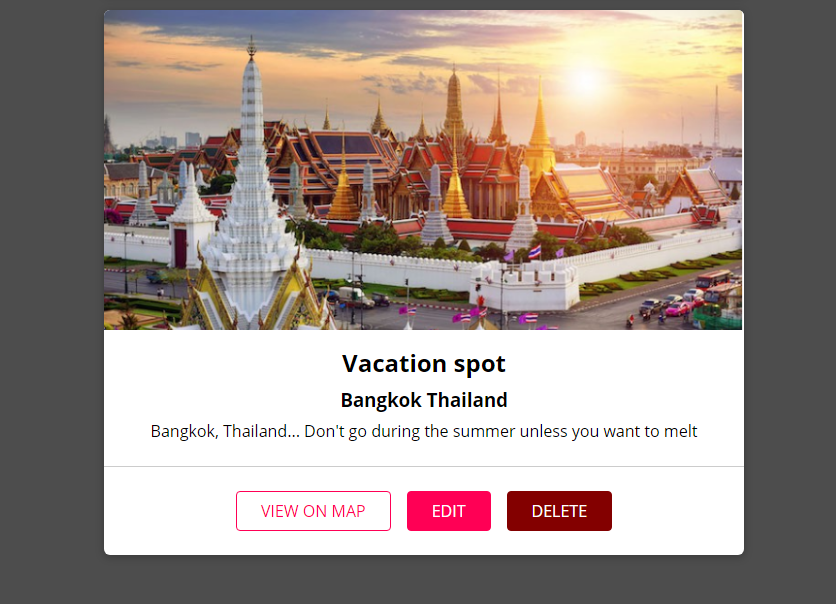 Vacation spot
Bangkok Thailand
Bangkok, Thailand... Don't go during the summer unless you want to melt
VIEW ON MAP EDIT DELETE